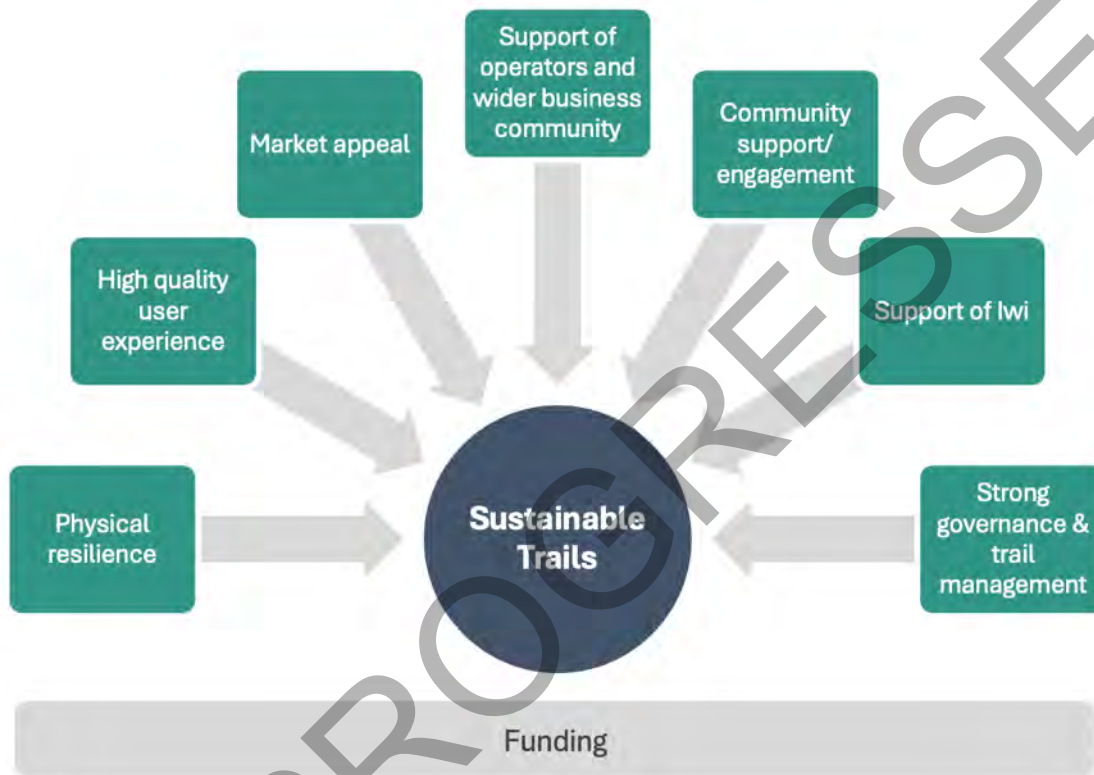 Support of
operators and
wider business
community
Market appeal
Community
support/
engagement
High quality
user
experience
Support of Iwi
Physical
resilience
Sustainable
Trails
Strong
governance &
trail
management
Funding
PROGRESSE